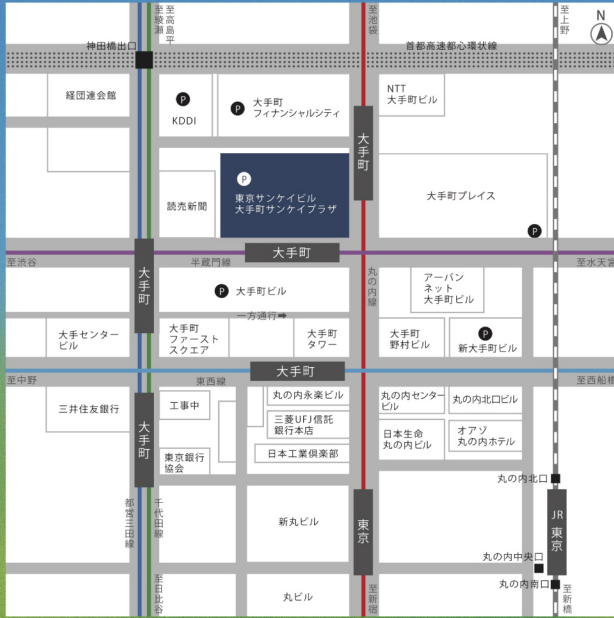 至綾瀬
至高島平
至池袋
至上野
N
神田橋出口
首都高速都心環状線
経団連会館
P
KDDI
P
大手町
フィナンシャルシティ
NTT
大手町ビル
大手町
読売新聞
P
東京サンケイビル
大手町サンケイプラザ
大手町プレイス
P
至渋谷
半蔵門線
大手町
至水天宮
大手町
丸の内線
P
大手町ビル
アーバン
ネット
大手町ビル
一方通行➡
大手センター
ビル
大手町
ファースト
スクエア
大手町
タワー
大手町
野村ビル
P
新大手町ビル
至中野
東西線
大手町
至西船橋
三井住友銀行
大手町
工事中
丸の内永楽ビル
丸の内センター
ビル
丸の内北口ビル
三菱UFJ信託
銀行本店
日本生命
丸の内ビル
オアゾ
丸の内ホテル
東京銀行
協会
日本工業倶楽部
丸の内北口
都営三田線
千代田線
新丸ビル
東京
JR
東京
丸の内中央口
至日比谷
丸ビル
至新宿
丸の内南口
至新橋